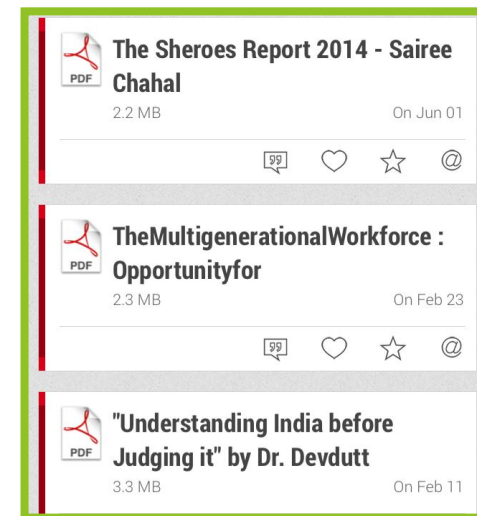 The Sheroes Report 2014 - Sairee
Chahal
PDF
2.2 MB On Jun 01
TheMultigenerationalWorkforce :
Opportunityfor
PDF
2.3 MB On Feb 23
"Understanding India before
Judging it" by Dr. Devdutt
PDF
3.3 MB On Feb 11